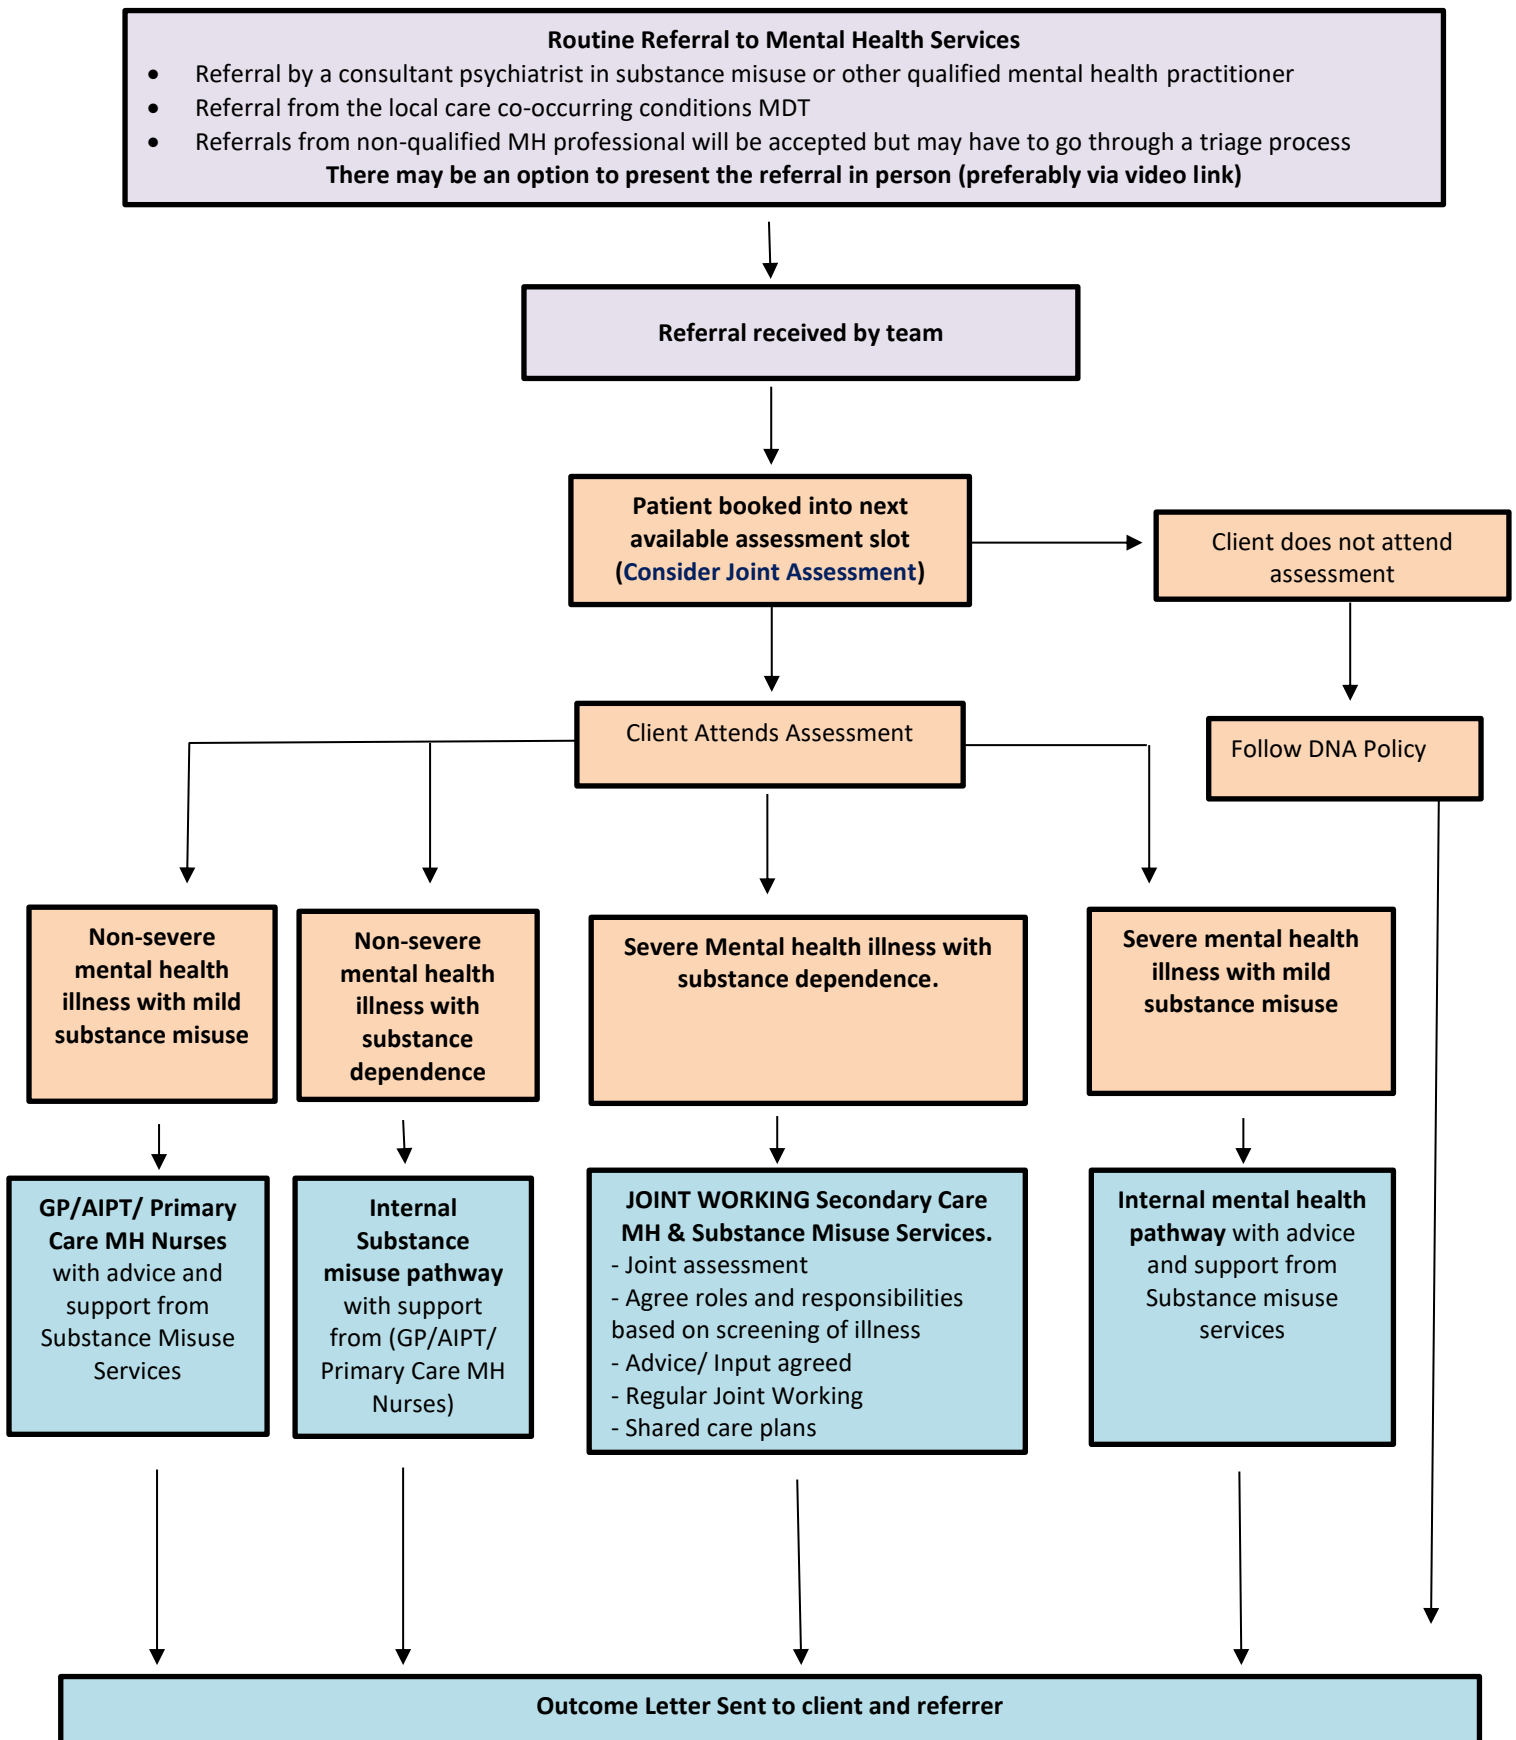 Routine Referral to Mental Health Services
• Referral by a consultant psychiatrist in substance misuse or other qualified mental health practitioner
• Referral from the local care co-occurring conditions MDT
• Referrals from non-qualified MH professional will be accepted but may have to go through a triage process
There may be an option to present the referral in person (preferably via video link)
Referral received by team
Patient booked into next
available assessment slot
(Consider Joint Assessment)
Client does not attend
assessment
Client Attends Assessment
Follow DNA Policy
Non-severe
mental health
illness with mild
substance misuse
Non-severe
mental health
illness with
substance
dependence
Severe Mental health illness with
substance dependence.
Severe mental health
illness with mild
substance misuse
GP/AIPT/ Primary
Care MH Nurses
with advice and
support from
Substance Misuse
Services
Internal
Substance
misuse pathway
with support
from (GP/AIPT/
Primary Care MH
Nurses)
JOINT WORKING Secondary Care
MH & Substance Misuse Services.
- Joint assessment
- Agree roles and responsibilities
based on screening of illness
- Advice/ Input agreed
- Regular Joint Working
- Shared care plans
Internal mental health
pathway with advice
and support from
Substance misuse
services
Outcome Letter Sent to client and referrer